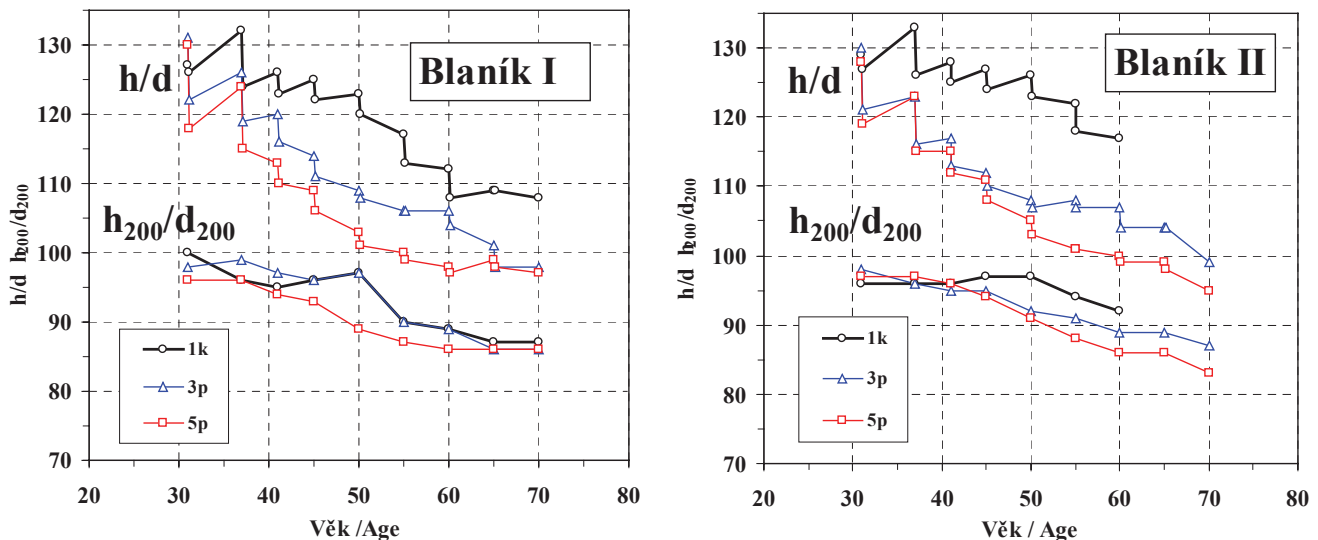 130
120
110
100
90
80
70
h/d h₂₀₀/d₂₀₀
h/d
Blaník I
h₂₀₀/d₂₀₀
1k
3p
5p
20 30 40 50 60 70 80
Věk /Age
130
120
110
100
90
80
70
h/d h₂₀₀/d₂₀₀
h/d
Blaník II
h₂₀₀/d₂₀₀
1k
3p
5p
20 30 40 50 60 70 80
Věk / Age